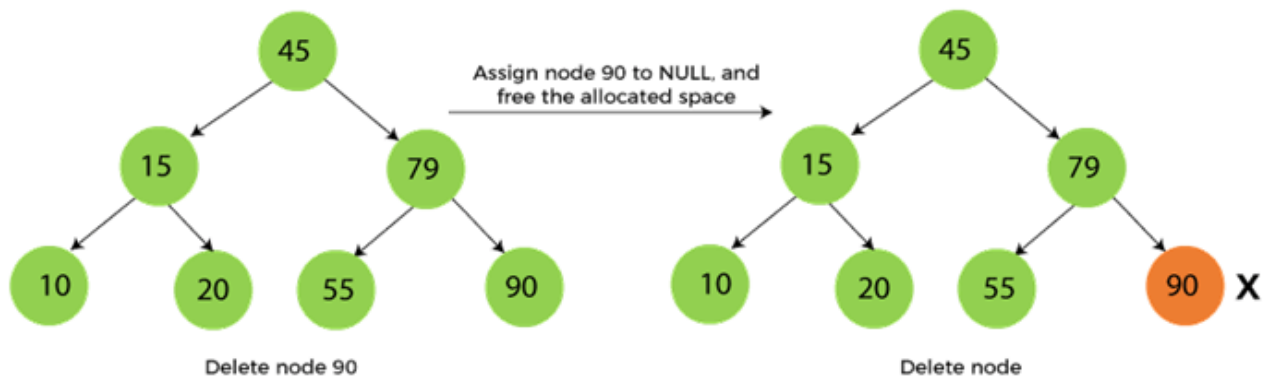 45
45
Assign node 90 to NULL, and
free the allocated space
15
79
15
79
10
20
55
90
10
20
55
90
X
Delete node 90
Delete node